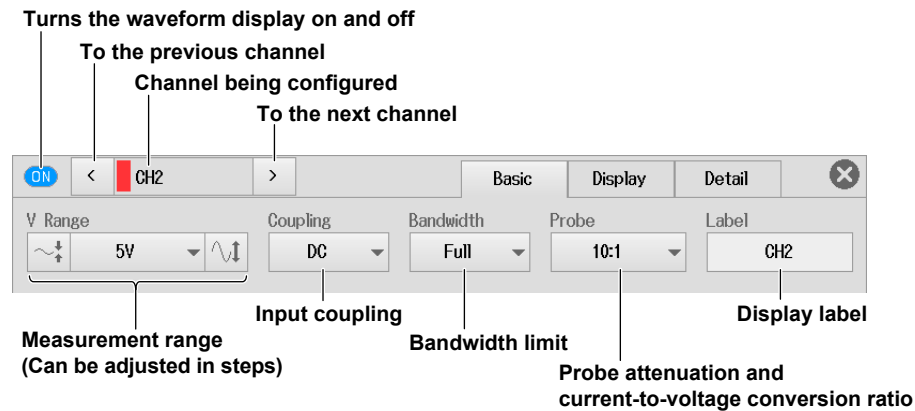 Turns the waveform display on and off
To the previous channel
Channel being configured
To the next channel
ON < CH2 > Basic Display Detail
V Range Coupling Bandwidth Probe Label
5V DC Full 10:1 CH2
Input coupling
Display label
Measurement range
(Can be adjusted in steps)
Bandwidth limit
Probe attenuation and
current-to-voltage conversion ratio